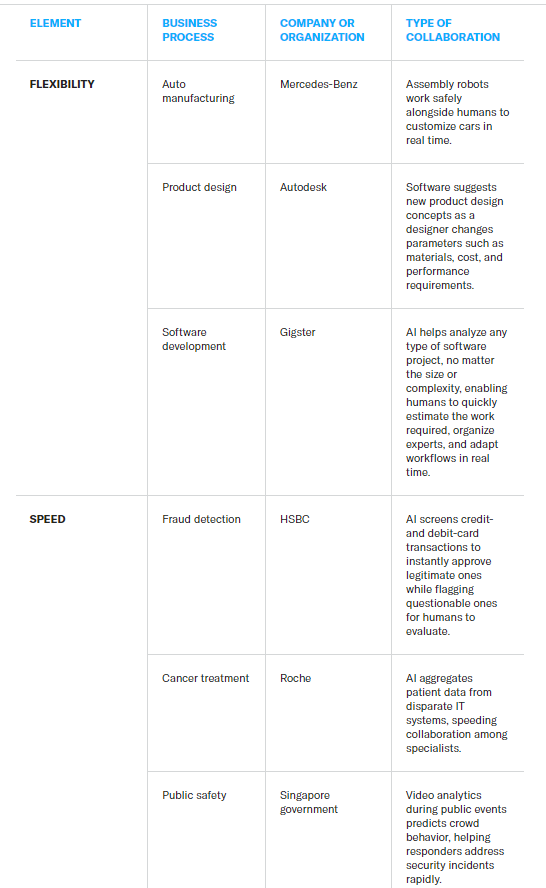 ELEMENT
BUSINESS
PROCESS
COMPANY OR
ORGANIZATION
TYPE OF
COLLABORATION
FLEXIBILITY
Auto
manufacturing
Mercedes-Benz
Assembly robots
work safely
alongside humans to
customize cars in
real time.
Product design
Autodesk
Software suggests
new product design
concepts as a
designer changes
parameters such as
materials, cost, and
performance
requirements.
Software
development
Gigster
AI helps analyze any
type of software
project, no matter
the size or
complexity, enabling
humans to quickly
estimate the work
required, organize
experts, and adapt
workflows in real
time.
SPEED
Fraud detection
HSBC
AI screens credit-
and debit-card
transactions to
instantly approve
legitimate ones
while flagging
questionable ones
for humans to
evaluate.
Cancer treatment
Roche
AI aggregates
patient data from
disparate IT
systems, speeding
collaboration among
specialists.
Public safety
Singapore
government
Video analytics
during public events
predicts crowd
behavior, helping
responders address
security incidents
rapidly.